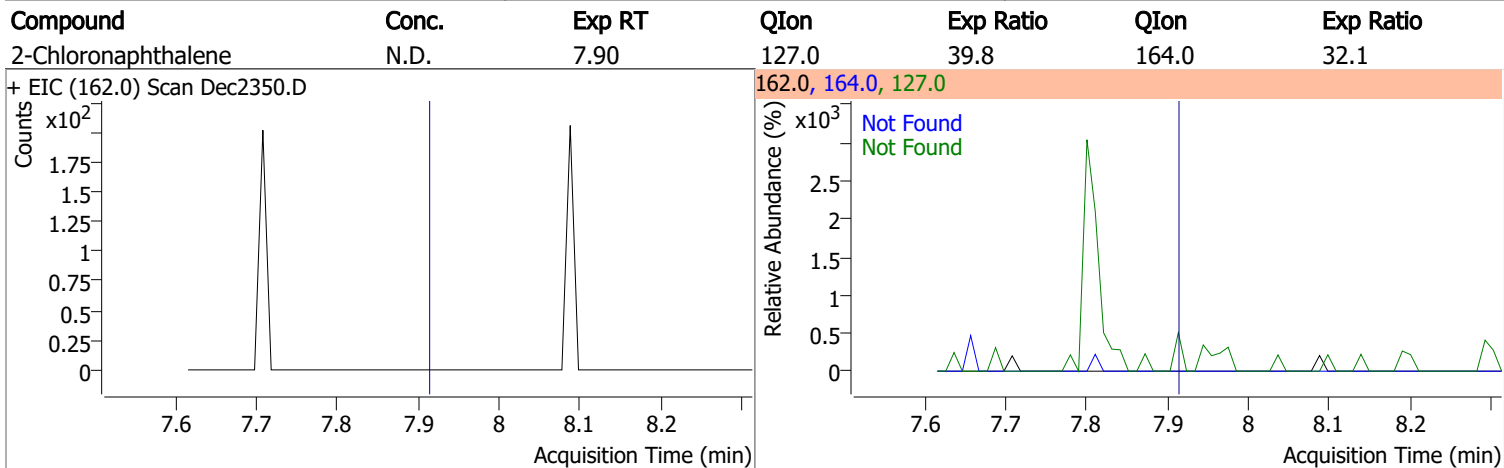 Compound Conc. Exp RT QIon Exp Ratio QIon Exp Ratio
2-Chloronaphthalene N.D. 7.90 127.0 39.8 164.0 32.1
+ EIC (162.0) Scan Dec2350.D
Counts
x10²
1.75
1.5
1.25
1
0.75
0.5
0.25
0
7.6 7.7 7.8 7.9 8 8.1 8.2
Acquisition Time (min)
162.0, 164.0, 127.0
Relative Abundance (%)
x10³
Not Found
Not Found
2.5
2
1.5
1
0.5
0
7.6 7.7 7.8 7.9 8 8.1 8.2
Acquisition Time (min)